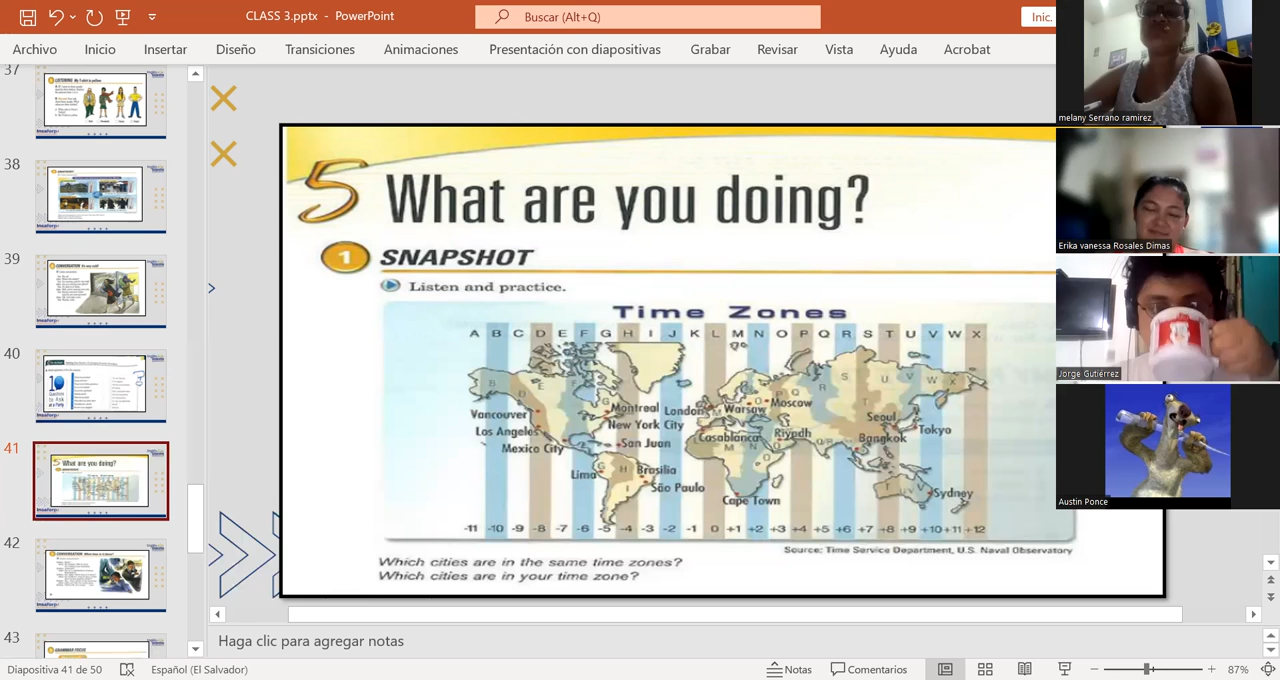 CLASS 3.pptx - PowerPoint
Buscar (Alt+Q)
Inic.
Archivo Inicio Insertar Diseño Transiciones Animaciones Presentación con diapositivas Grabar Revisar Vista Ayuda Acrobat
37
38
39
40
41
42
43
5 What are you doing?
1 SNAPSHOT
Listen and practice.
Time Zones
A B C D E F G H I J K L M N O P Q R S T U V W X
Vancouver
Los Angeles
Mexico City
Montreal
New York City
San Juan
Lima
Brasilia
São Paulo
London
Warsaw
Moscow
Casablanca
Riyadh
Cape Town
Seoul
Tokyo
Bangkok
Sydney
-11 -10 -9 -8 -7 -6 -5 -4 -3 -2 -1 0 +1 +2 +3 +4 +5 +6 +7 +8 +9 +10 +11 +12
Source: Time Service Department, U.S. Naval Observatory
Which cities are in the same time zones?
Which cities are in your time zone?
melany Serrano ramirez
Erika vanessa Rosales Dimas
Jorge Gutiérrez
Austin Ponce
Haga clic para agregar notas
Diapositiva 41 de 50 Español (El Salvador) Notas Comentarios 87%